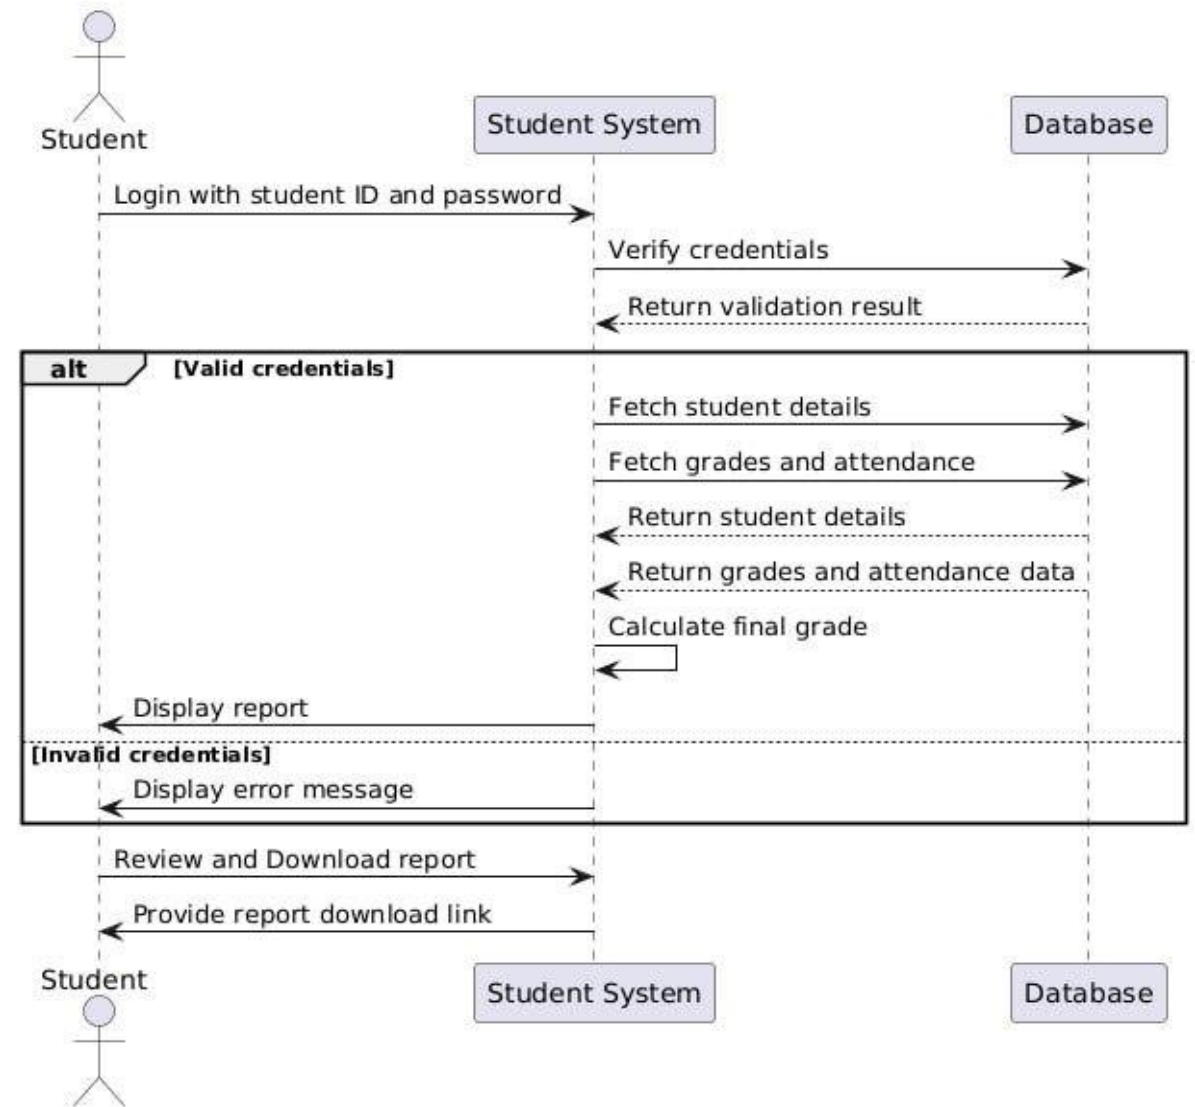 Student
Student System
Database
Login with student ID and password
Verify credentials
Return validation result
alt
[Valid credentials]
Fetch student details
Fetch grades and attendance
Return student details
Return grades and attendance data
Calculate final grade
Display report
[Invalid credentials]
Display error message
Review and Download report
Provide report download link
Student
Student System
Database